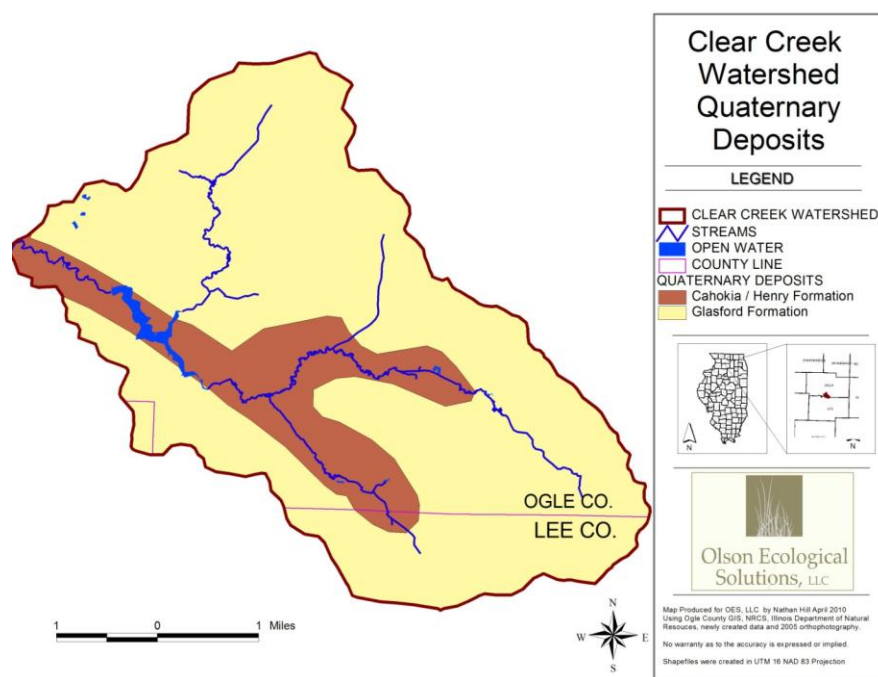 Clear Creek
Watershed
Quaternary
Deposits
LEGEND
CLEAR CREEK WATERSHED
STREAMS
OPEN WATER
COUNTY LINE
QUATERNARY DEPOSITS
Cahokia / Henry Formation
Glasford Formation
N
N
OGLE CO.
LEE CO.
Olson Ecological
Solutions, LLC
1 0 1 Miles
N
W E
S
Map Produced for OES, LLC by Nathan Hill April 2010
Using Ogle County GIS, NRCS, Illinois Department of Natural
Resouces, newly created data and 2005 orthophotography.
No warranty as to the accuracy is expressed or implied.
Shapefiles were created in UTM 16 NAD 83 Projection